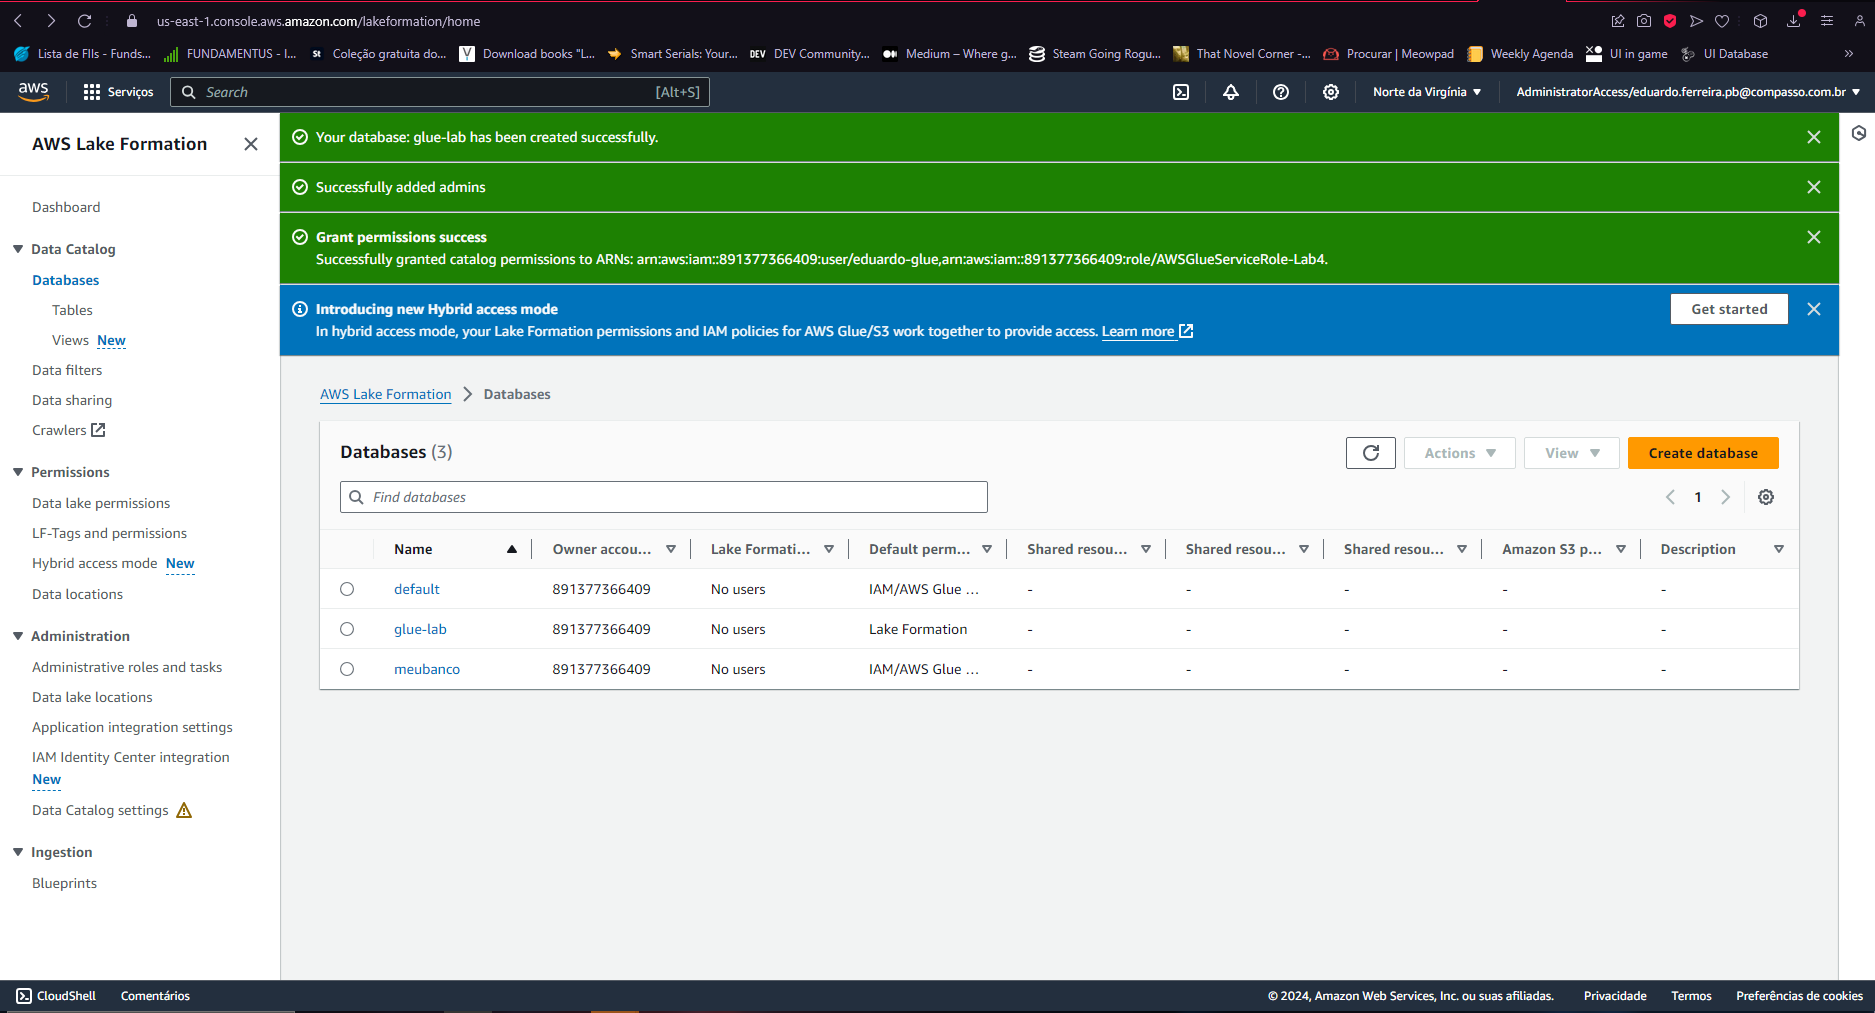 us-east-1.console.aws.amazon.com/lakeformation/home
Lista de FIIs - Funds...
FUNDAMENTUS - I...
St
Coleção gratuita do...
V
Download books "L...
Smart Serials: Your...
DEV
DEV Community...
Medium – Where g...
Steam Going Rogu...
That Novel Corner -...
Procurar | Meowpad
Weekly Agenda
UI in game
UI Database
»
aws
Serviços
Search
[Alt+S]
Norte da Virgínia
AdministratorAccess/eduardo.ferreira.pb@compasso.com.br
AWS Lake Formation
Dashboard
Data Catalog
Databases
Tables
Views New
Data filters
Data sharing
Crawlers
Permissions
Data lake permissions
LF-Tags and permissions
Hybrid access mode New
Data locations
Administration
Administrative roles and tasks
Data lake locations
Application integration settings
IAM Identity Center integration
New
Data Catalog settings
Ingestion
Blueprints
Your database: glue-lab has been created successfully.
Successfully added admins
Grant permissions success
Successfully granted catalog permissions to ARNs: arn:aws:iam::891377366409:user/eduardo-glue,arn:aws:iam::891377366409:role/AWSGlueServiceRole-Lab4.
Introducing new Hybrid access mode
In hybrid access mode, your Lake Formation permissions and IAM policies for AWS Glue/S3 work together to provide access. Learn more
Get started
AWS Lake Formation > Databases
Databases (3)
Actions
View
Create database
Find databases
1
Name Owner accou... Lake Formati... Default perm... Shared resou... Shared resou... Shared resou... Amazon S3 p... Description
default 891377366409 No users IAM/AWS Glue ... - - - - -
glue-lab 891377366409 No users Lake Formation - - - - -
meubanco 891377366409 No users IAM/AWS Glue ... - - - - -
CloudShell
Comentários
© 2024, Amazon Web Services, Inc. ou suas afiliadas.
Privacidade
Termos
Preferências de cookies